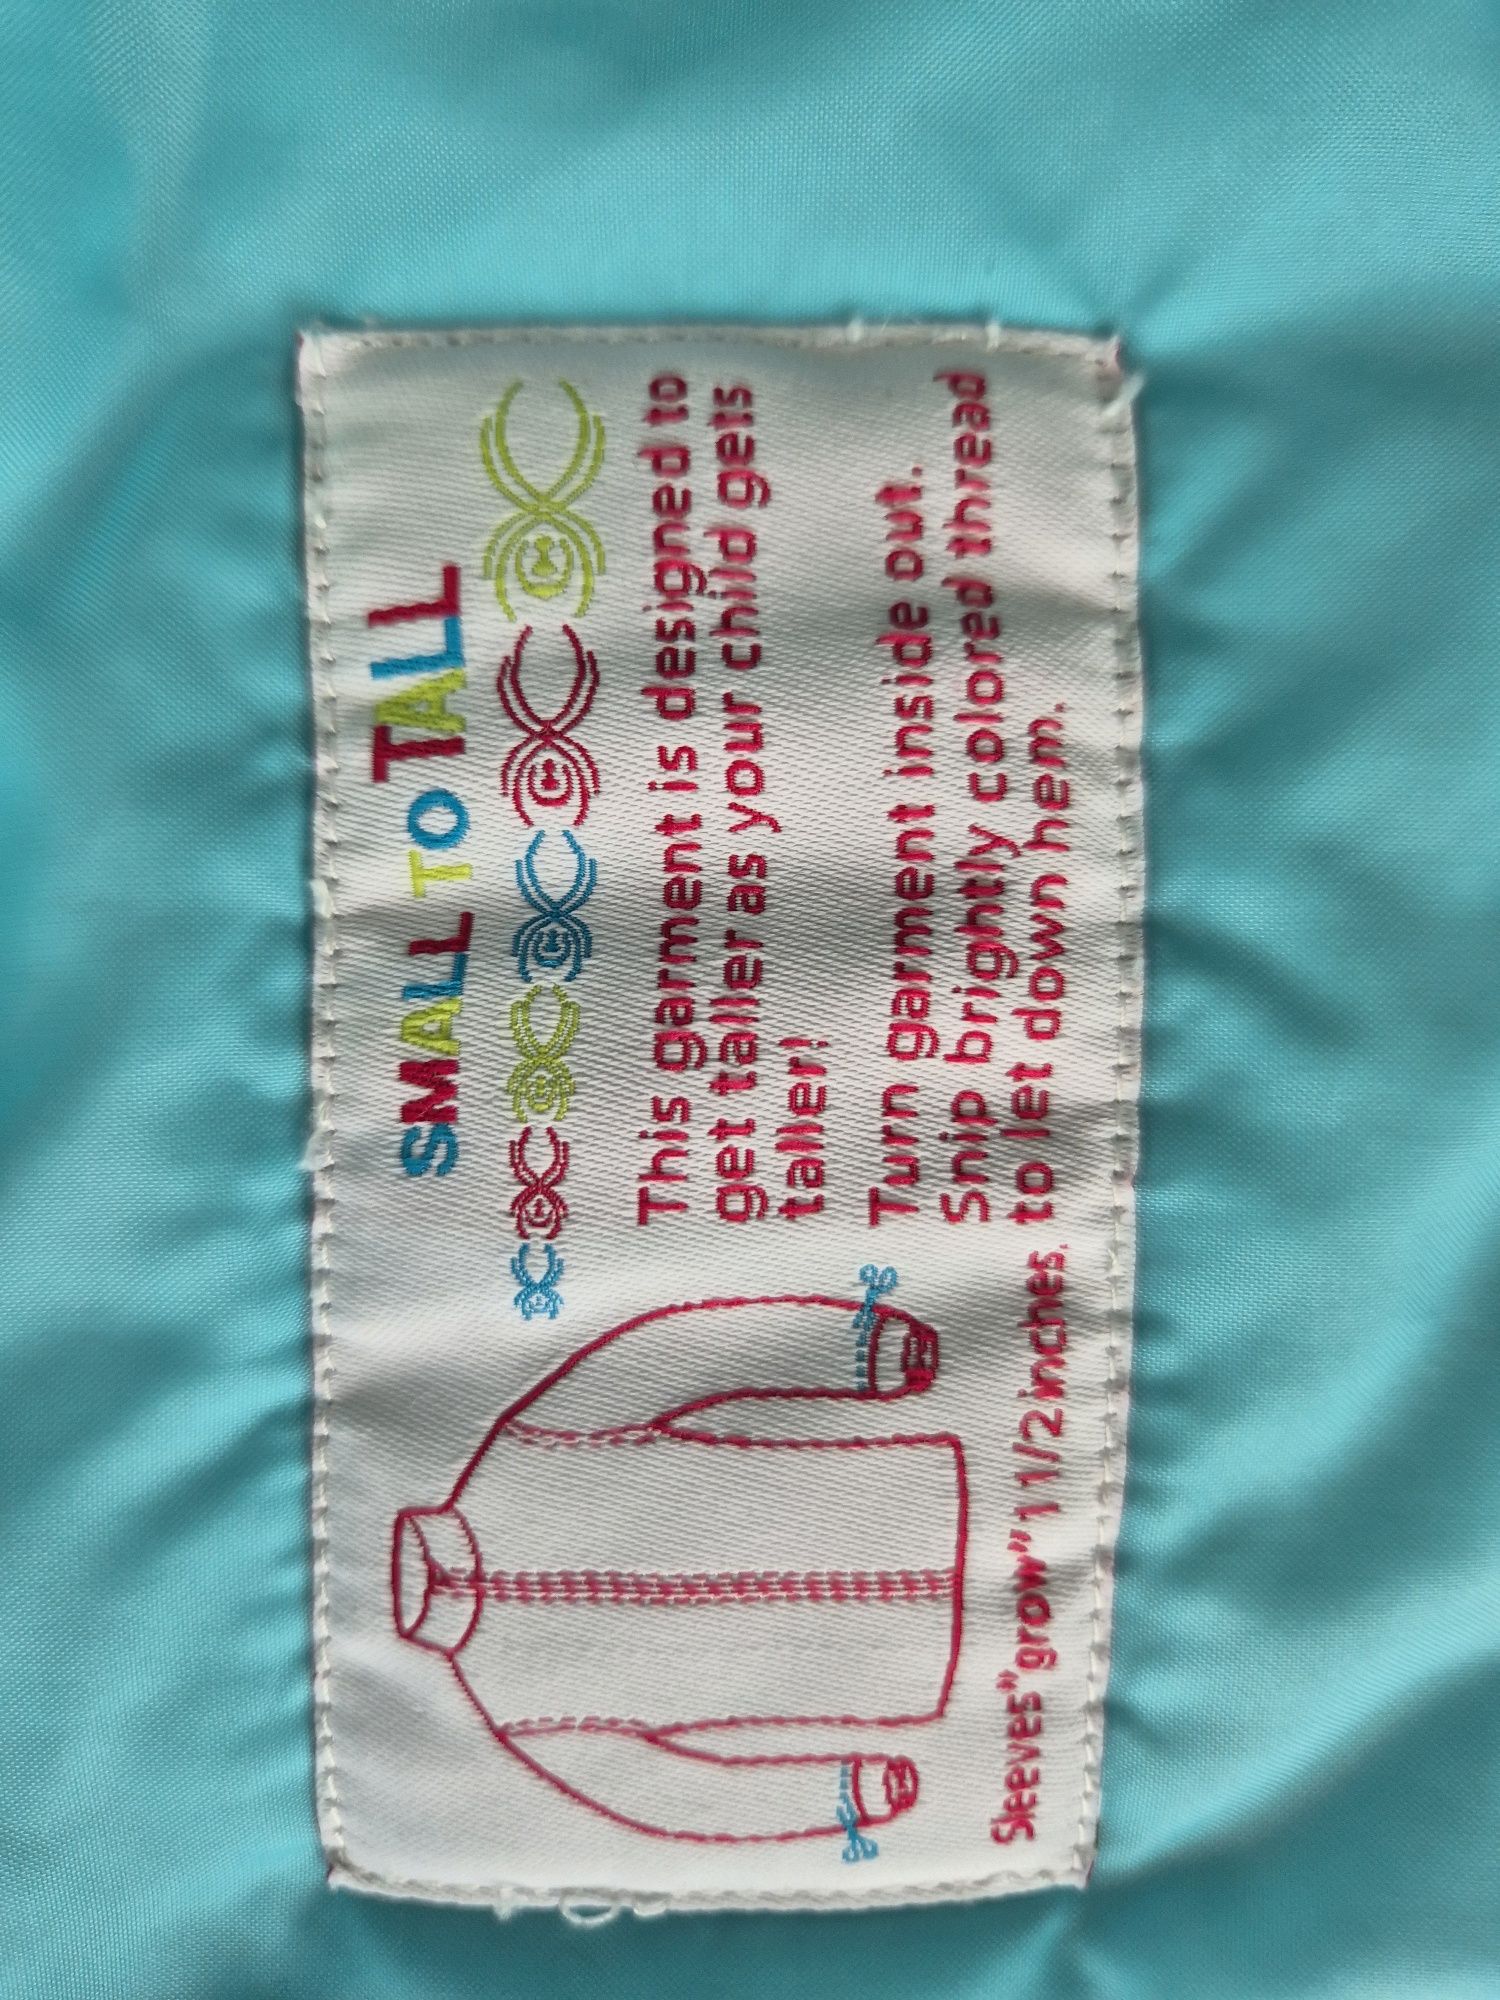 SMALL TO TALL
This garment is designed to
get taller as your child gets
taller!
Turn garment inside out.
Snip brightly colored thread
to let down hem.
Sleeves "grow" 1 1/2 inches.